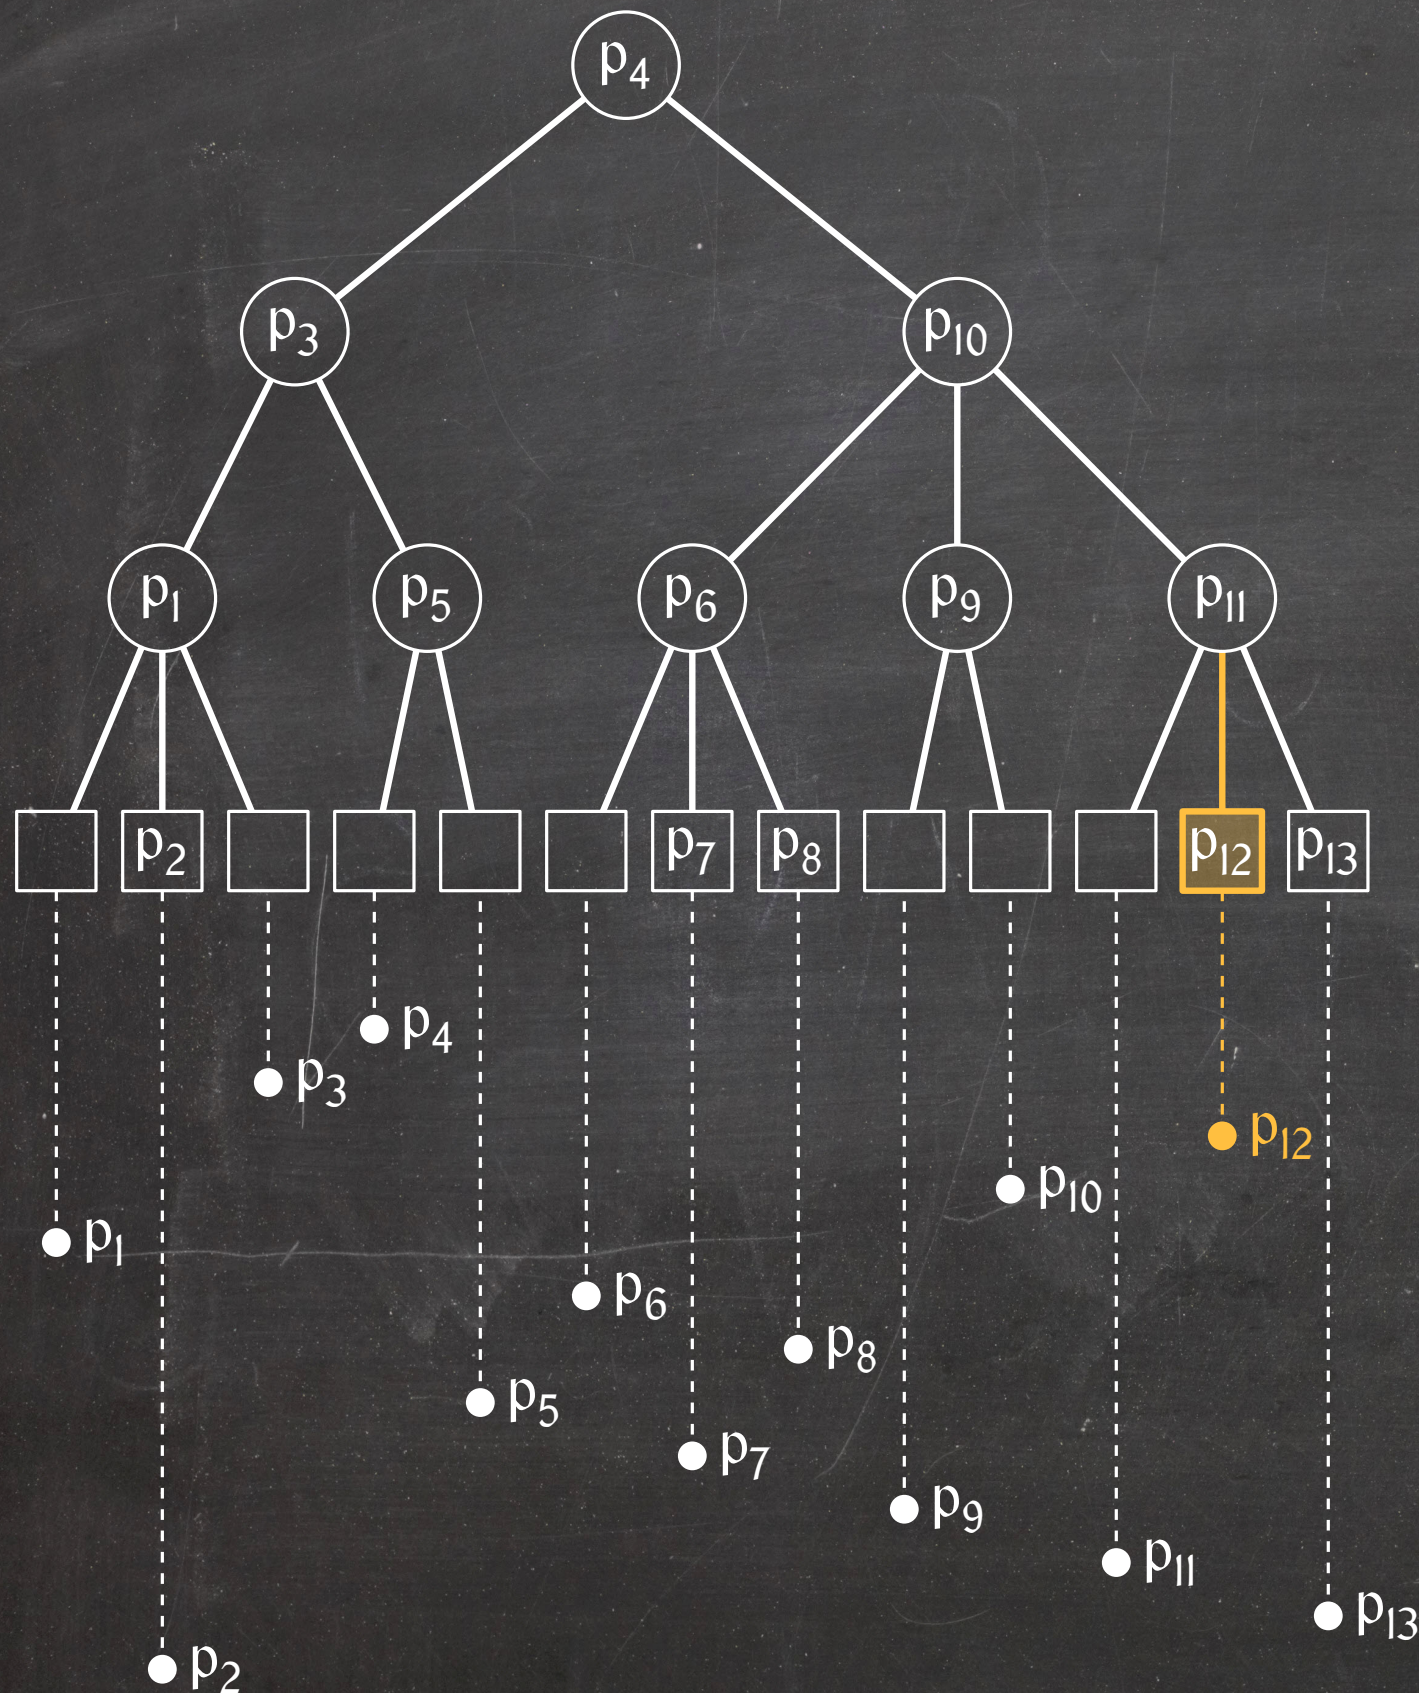 p₄
p₃ p₁₀
p₁ p₅ p₆ p₉ p₁₁
p₂ p₇ p₈ p₁₂ p₁₃
p₄
p₃
p₁₂
p₁₀
p₁
p₆
p₈
p₅
p₇
p₉
p₁₁
p₁₃
p₂